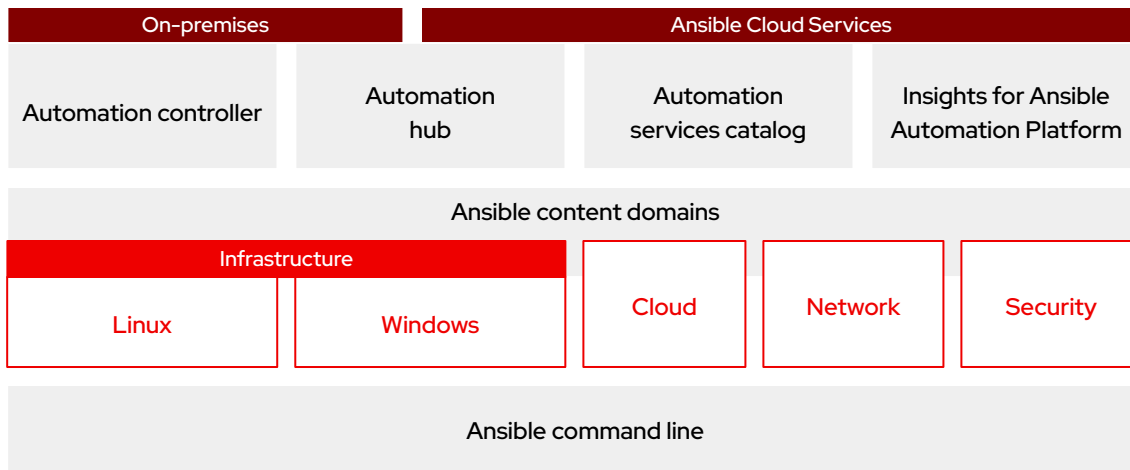 On-premises
Ansible Cloud Services
Automation controller
Automation
hub
Automation
services catalog
Insights for Ansible
Automation Platform
Ansible content domains
Infrastructure
Linux
Windows
Cloud
Network
Security
Ansible command line